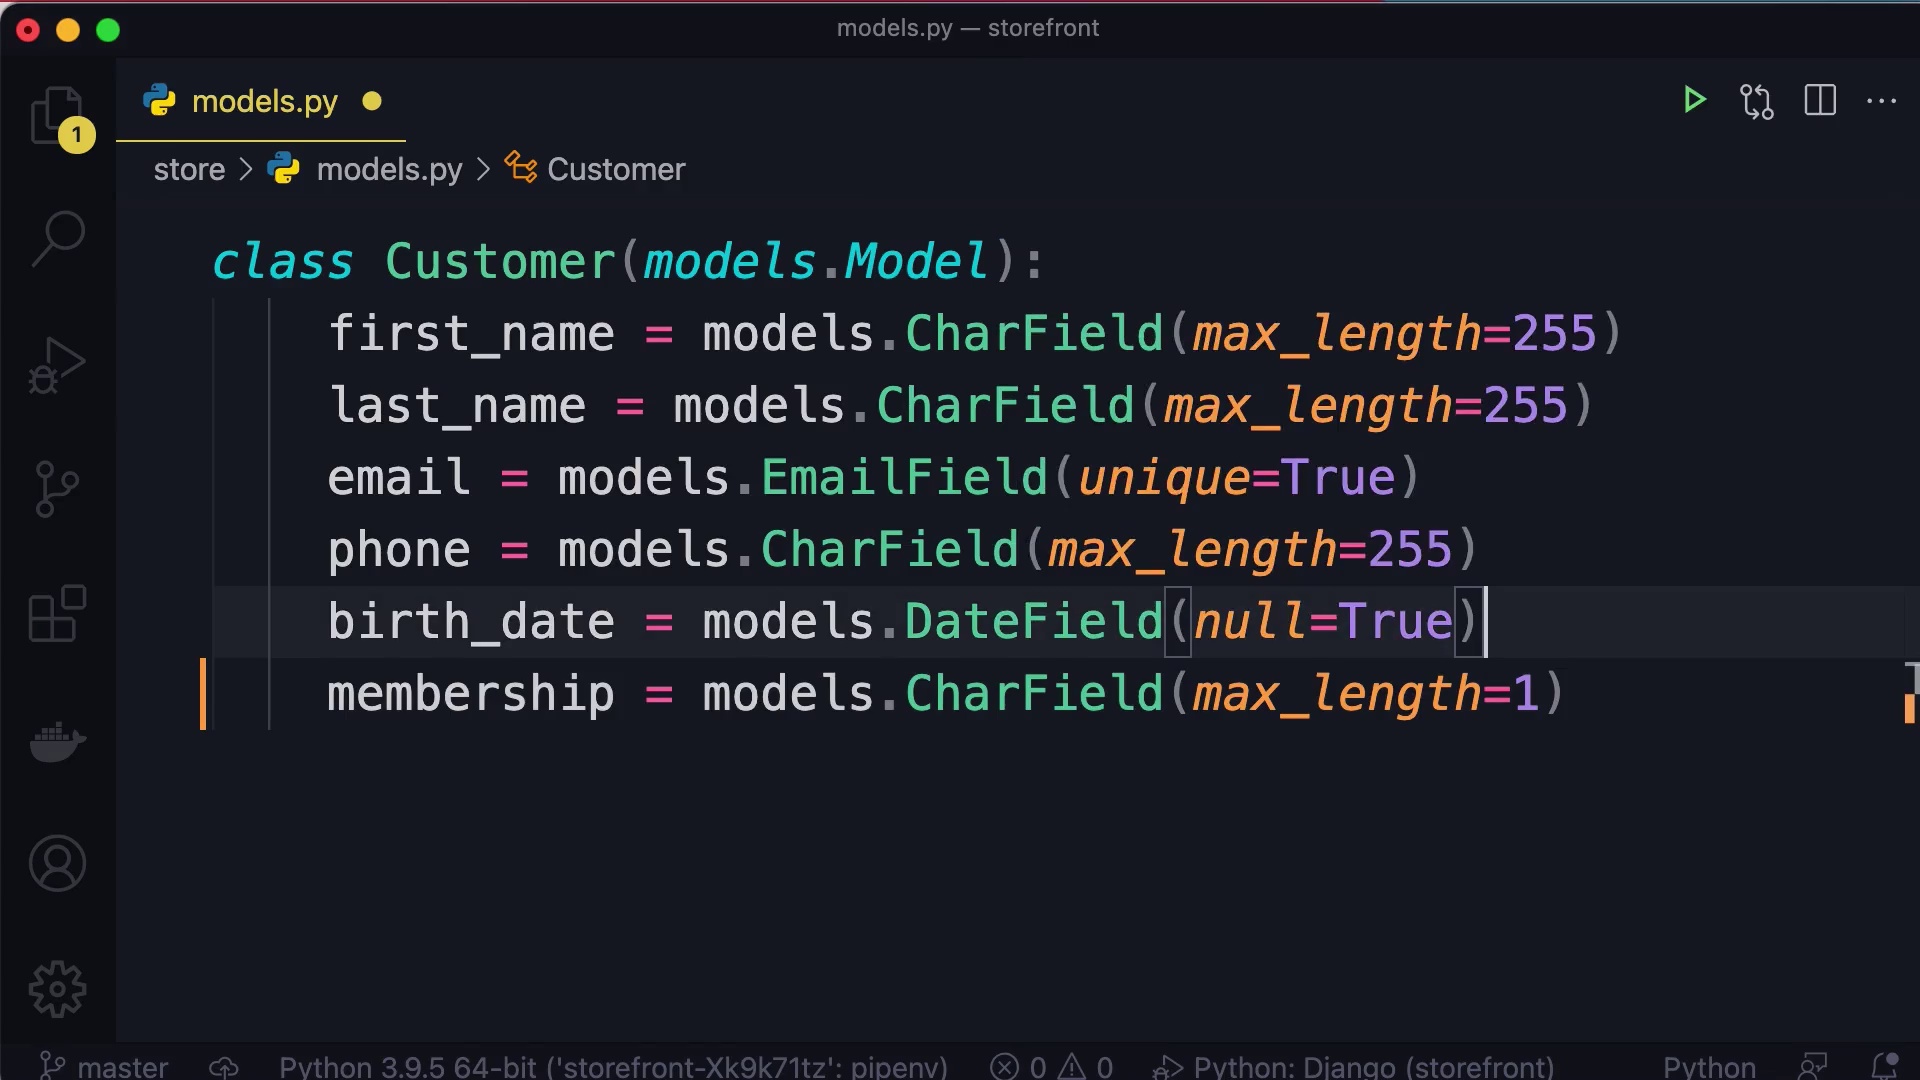 models.py — storefront
models.py
1
store > models.py > Customer
class Customer(models.Model):
    first_name = models.CharField(max_length=255)
    last_name = models.CharField(max_length=255)
    email = models.EmailField(unique=True)
    phone = models.CharField(max_length=255)
    birth_date = models.DateField(null=True)
    membership = models.CharField(max_length=1)
master Python 3.9.5 64-bit ('storefront-Xk9k71tz': pipenv) 0 0 Python: Django (storefront) Python